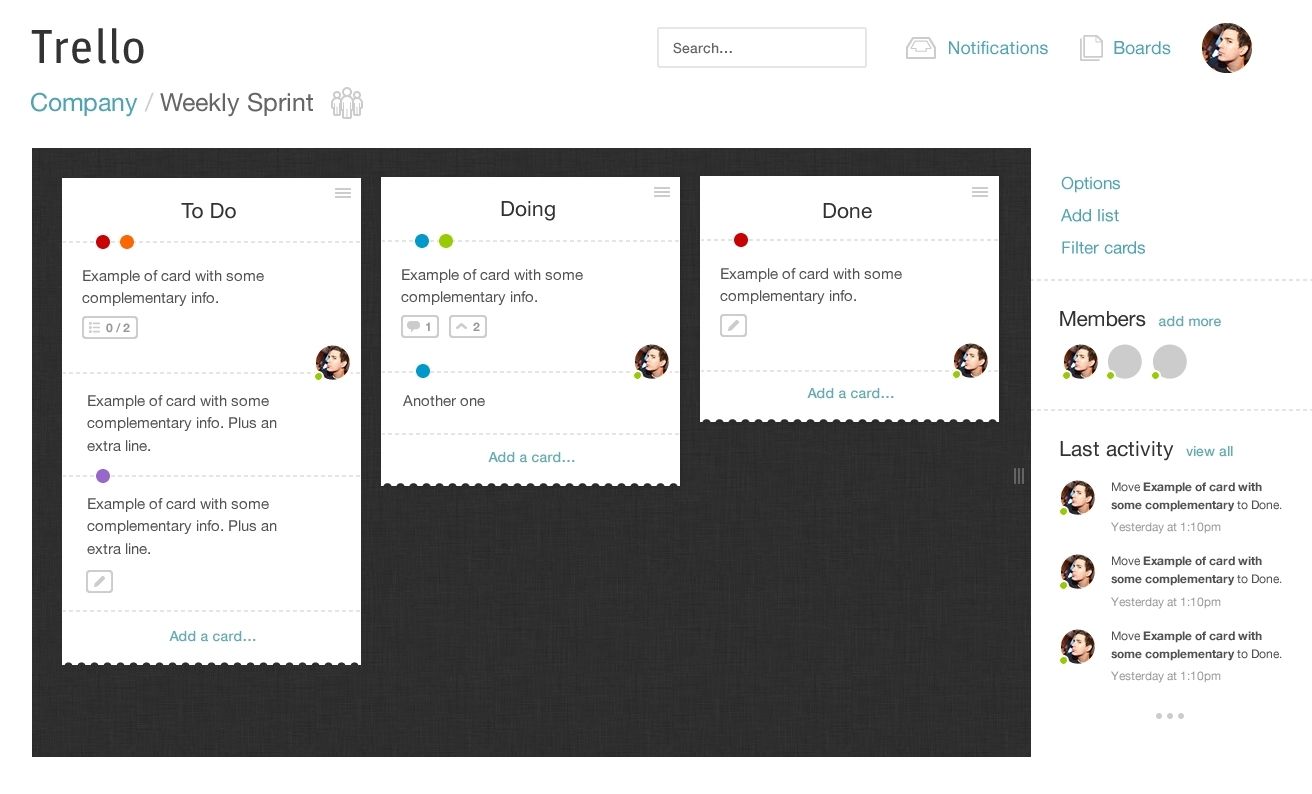 Trello
Search...
Notifications
Boards
Company / Weekly Sprint
To Do
Example of card with some
complementary info.
0 / 2
Example of card with some
complementary info. Plus an
extra line.
Example of card with some
complementary info. Plus an
extra line.
Add a card...
Doing
Example of card with some
complementary info.
1
2
Another one
Add a card...
Done
Example of card with some
complementary info.
Add a card...
Options
Add list
Filter cards
Members add more
Last activity view all
Move Example of card with
some complementary to Done.
Yesterday at 1:10pm
Move Example of card with
some complementary to Done.
Yesterday at 1:10pm
Move Example of card with
some complementary to Done.
Yesterday at 1:10pm